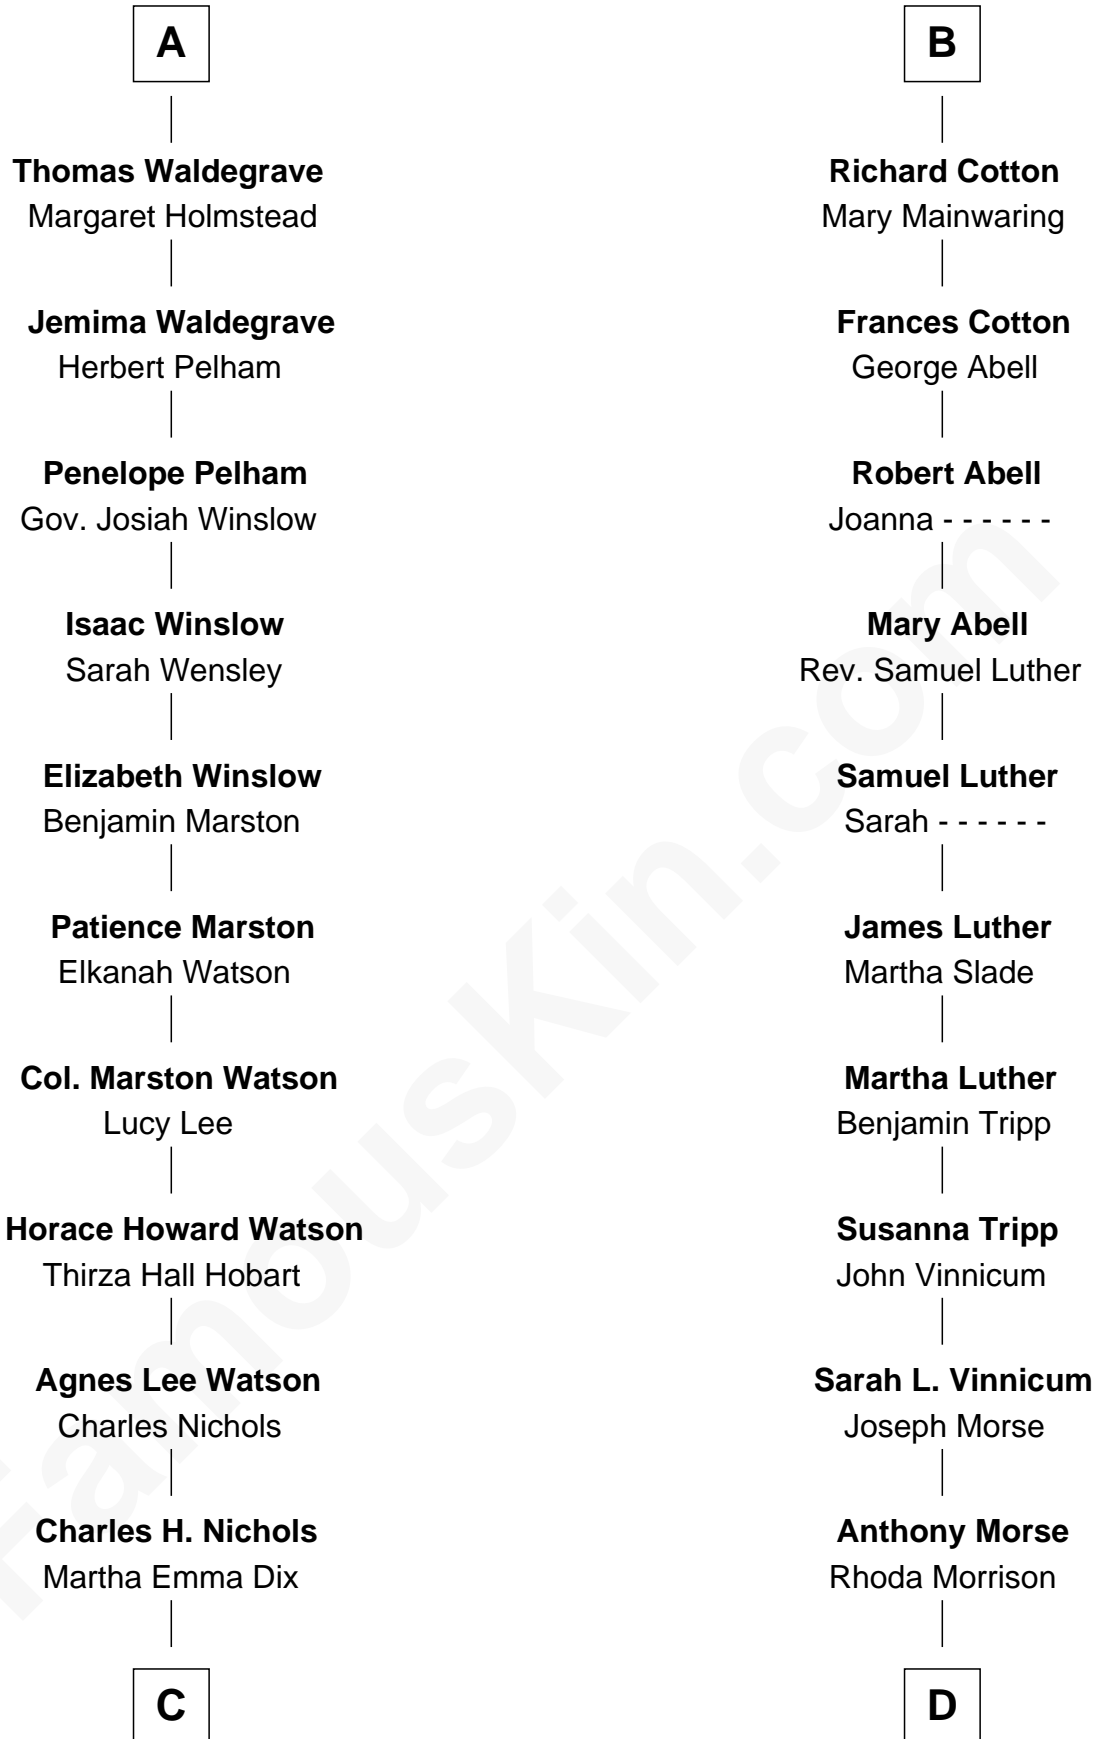 A
Thomas Waldegrave
Margaret Holmstead
Jemima Waldegrave
Herbert Pelham
Penelope Pelham
Gov. Josiah Winslow
Isaac Winslow
Sarah Wensley
Elizabeth Winslow
Benjamin Marston
Patience Marston
Elkanah Watson
Col. Marston Watson
Lucy Lee
Horace Howard Watson
Thirza Hall Hobart
Agnes Lee Watson
Charles Nichols
Charles H. Nichols
Martha Emma Dix
C
B
Richard Cotton
Mary Mainwaring
Frances Cotton
George Abell
Robert Abell
Joanna - - - - - -
Mary Abell
Rev. Samuel Luther
Samuel Luther
Sarah - - - - - -
James Luther
Martha Slade
Martha Luther
Benjamin Tripp
Susanna Tripp
John Vinnicum
Sarah L. Vinnicum
Joseph Morse
Anthony Morse
Rhoda Morrison
D
FamousKin.com